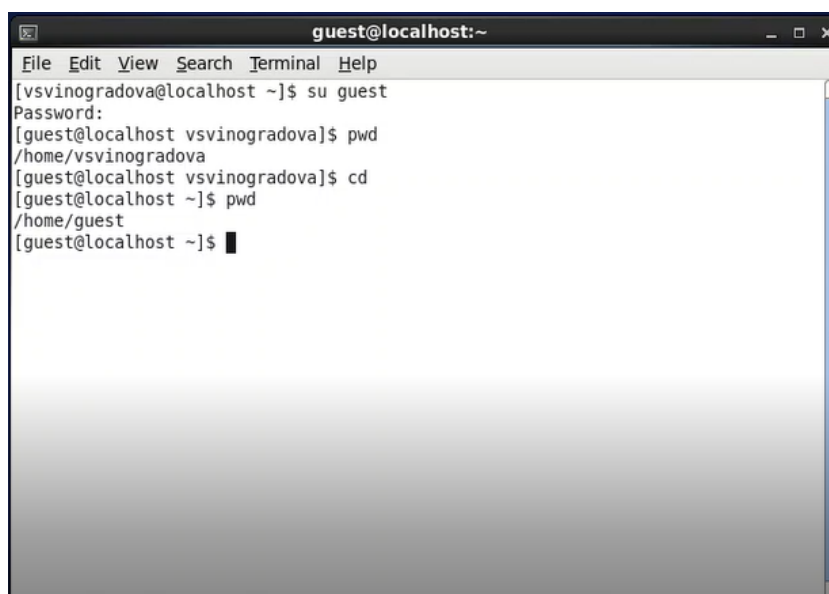 guest@localhost:~
File Edit View Search Terminal Help
[vsvinogradova@localhost ~]$ su guest
Password:
[guest@localhost vsvinogradova]$ pwd
/home/vsvinogradova
[guest@localhost vsvinogradova]$ cd
[guest@localhost ~]$ pwd
/home/guest
[guest@localhost ~]$